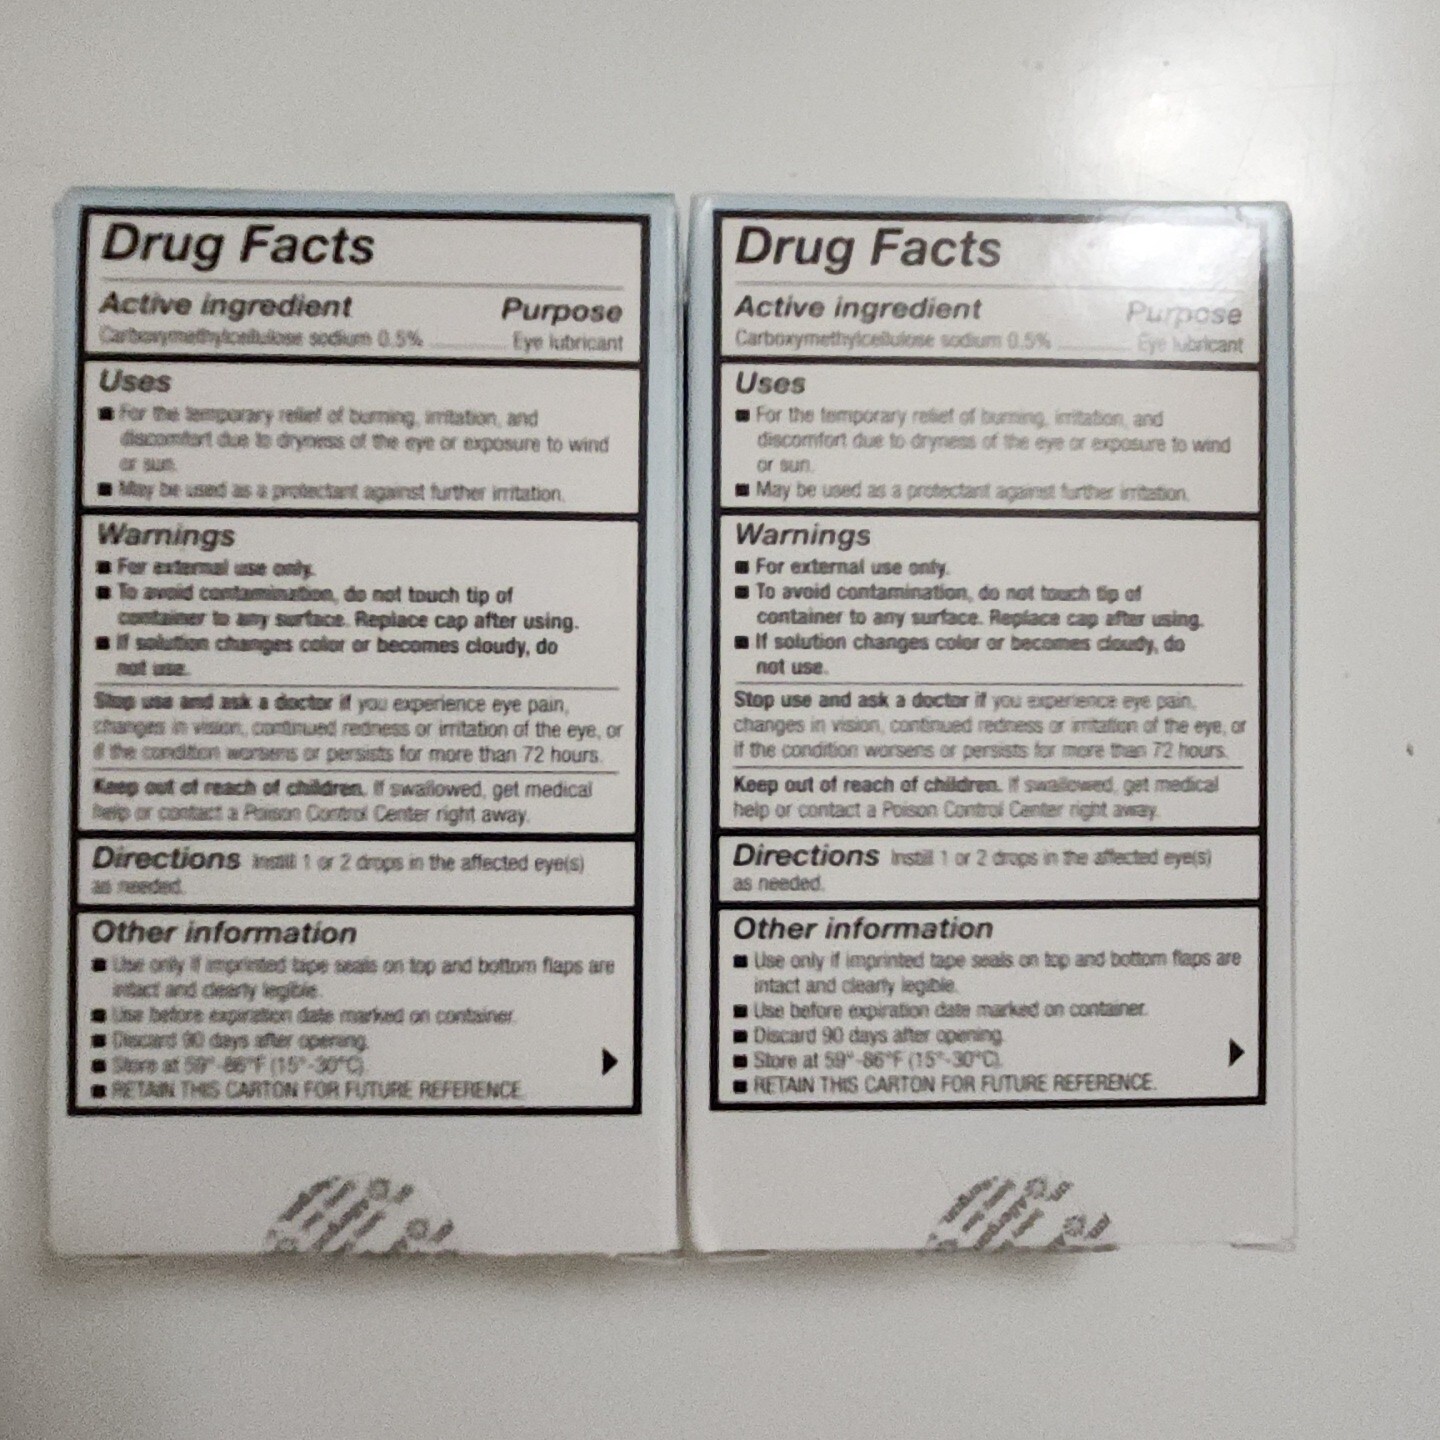 Drug Facts
Active ingredient Purpose
Carboxymethylcellulose sodium 0.5% Eye lubricant
Uses
■ For the temporary relief of burning, irritation, and
discomfort due to dryness of the eye or exposure to wind
or sun.
■ May be used as a protectant against further irritation.
Warnings
■ For external use only.
■ To avoid contamination, do not touch tip of
container to any surface. Replace cap after using.
■ If solution changes color or becomes cloudy, do
not use.
Stop use and ask a doctor if you experience eye pain,
changes in vision, continued redness or irritation of the eye, or
if the condition worsens or persists for more than 72 hours.
Keep out of reach of children. If swallowed, get medical
help or contact a Poison Control Center right away.
Directions Instill 1 or 2 drops in the affected eye(s)
as needed.
Other information
■ Use only if imprinted tape seals on top and bottom flaps are
intact and clearly legible.
■ Use before expiration date marked on container.
■ Discard 90 days after opening.
■ Store at 59°-86°F (15°-30°C).
■ RETAIN THIS CARTON FOR FUTURE REFERENCE.
Drug Facts
Active ingredient Purpose
Carboxymethylcellulose sodium 0.5% Eye lubricant
Uses
■ For the temporary relief of burning, irritation, and
discomfort due to dryness of the eye or exposure to wind
or sun.
■ May be used as a protectant against further irritation.
Warnings
■ For external use only.
■ To avoid contamination, do not touch tip of
container to any surface. Replace cap after using.
■ If solution changes color or becomes cloudy, do
not use.
Stop use and ask a doctor if you experience eye pain,
changes in vision, continued redness or irritation of the eye, or
if the condition worsens or persists for more than 72 hours.
Keep out of reach of children. If swallowed, get medical
help or contact a Poison Control Center right away.
Directions Instill 1 or 2 drops in the affected eye(s)
as needed.
Other information
■ Use only if imprinted tape seals on top and bottom flaps are
intact and clearly legible.
■ Use before expiration date marked on container.
■ Discard 90 days after opening.
■ Store at 59°-86°F (15°-30°C).
■ RETAIN THIS CARTON FOR FUTURE REFERENCE.